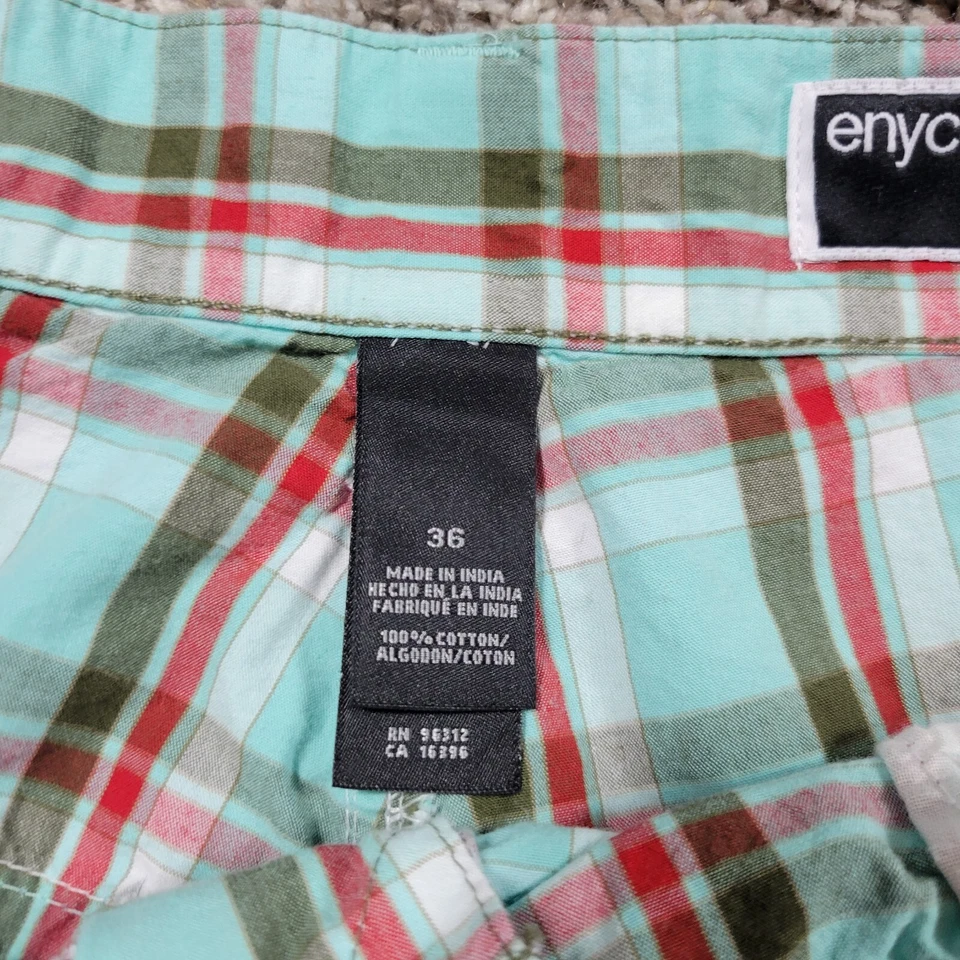 enyc
36
MADE IN INDIA
HECHO EN LA INDIA
FABRIQUÉ EN INDE
100% COTTON/
ALGODON/COTON
RN 96312
CA 16396